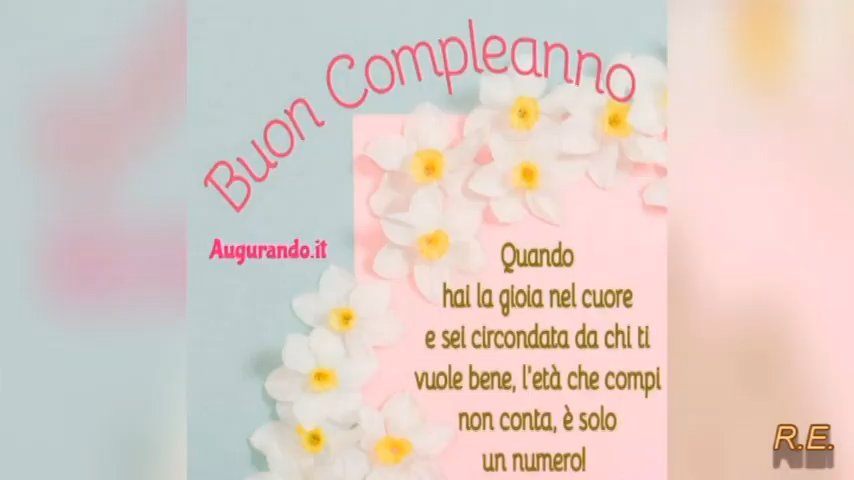 Buon Compleanno
Augurando.it
Quando
hai la gioia nel cuore
e sei circondata da chi ti
vuole bene, l'età che compi
non conta, è solo
un numero!
R.E.